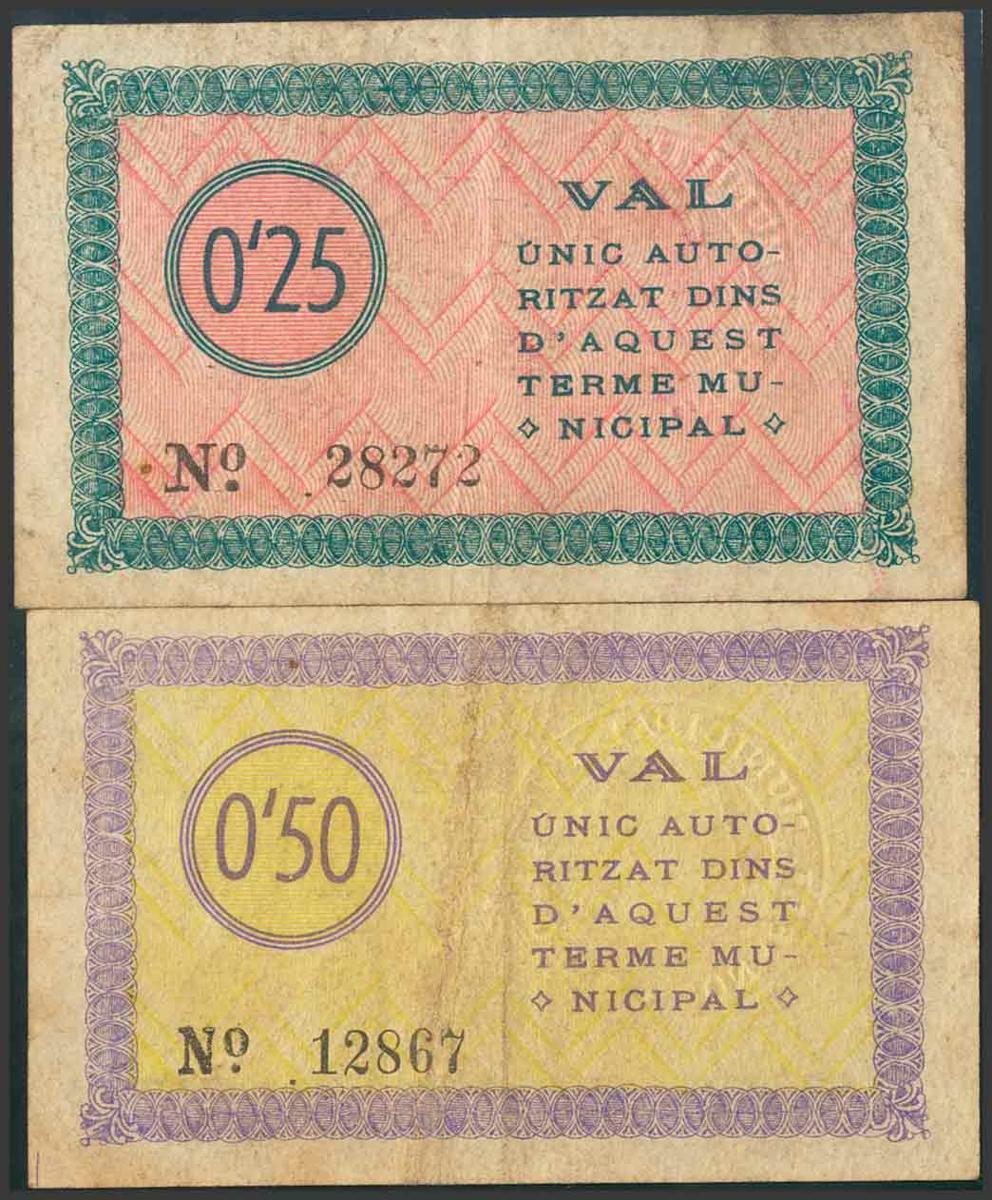 0'25
VAL
ÚNIC AUTO-
RITZAT DINS
D'AQUEST
TERME MU-
NICIPAL
Nº. 28272
0'50
VAL
ÚNIC AUTO-
RITZAT DINS
D'AQUEST
TERME MU-
NICIPAL
Nº. 12867